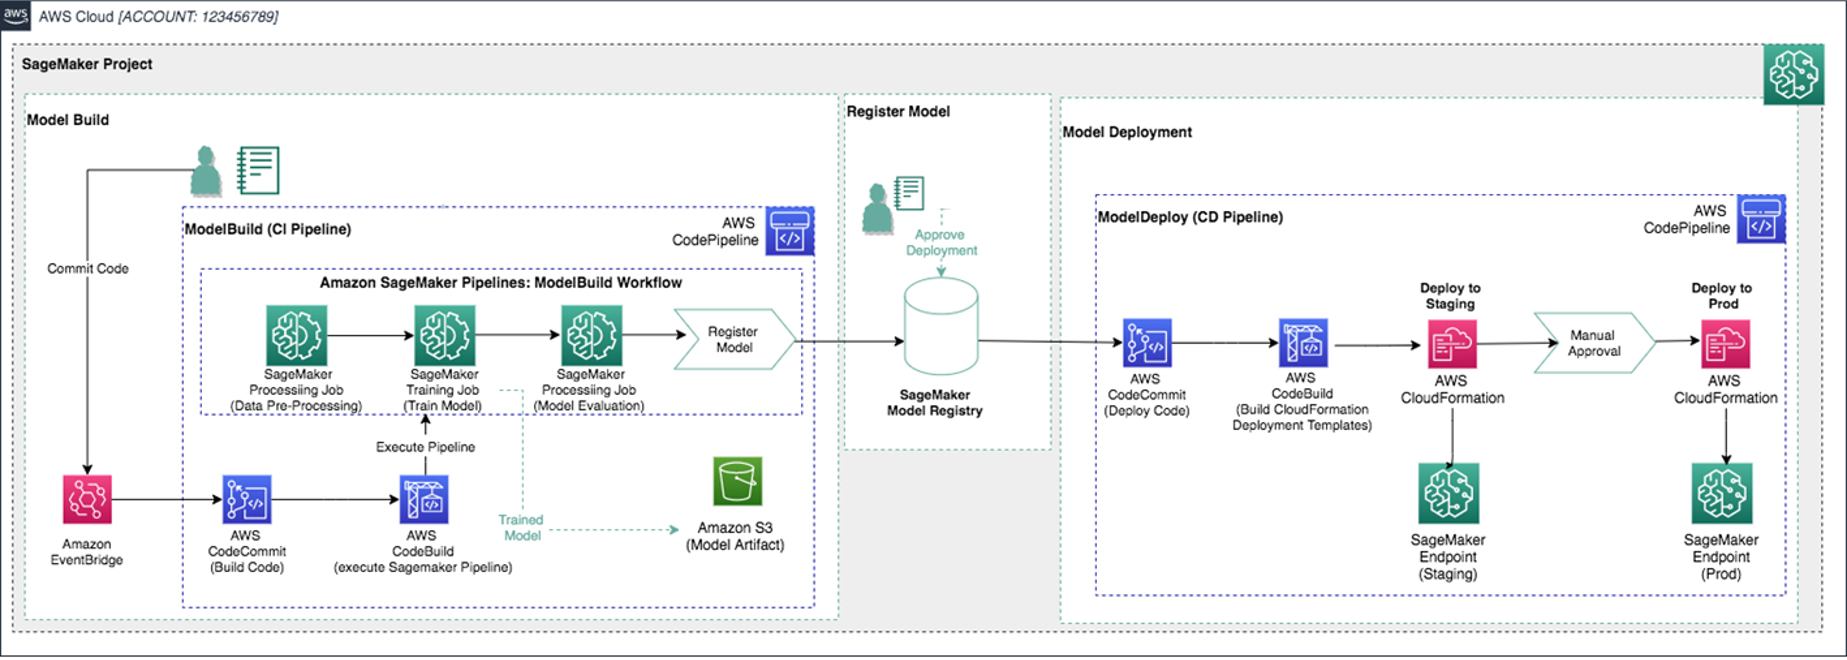 aws
AWS Cloud [ACCOUNT: 123456789]
SageMaker Project
Model Build
Commit Code
ModelBuild (CI Pipeline)
AWS
CodePipeline
Amazon SageMaker Pipelines: ModelBuild Workflow
SageMaker
Processiing Job
(Data Pre-Processing)
SageMaker
Training Job
(Train Model)
SageMaker
Processiing Job
(Model Evaluation)
Register
Model
Execute Pipeline
Amazon
EventBridge
AWS
CodeCommit
(Build Code)
AWS
CodeBuild
(execute Sagemaker Pipeline)
Trained
Model
Amazon S3
(Model Artifact)
Register Model
Approve
Deployment
SageMaker
Model Registry
Model Deployment
ModelDeploy (CD Pipeline)
AWS
CodePipeline
AWS
CodeCommit
(Deploy Code)
AWS
CodeBuild
(Build CloudFormation
Deployment Templates)
Deploy to
Staging
AWS
CloudFormation
Manual
Approval
Deploy to
Prod
AWS
CloudFormation
SageMaker
Endpoint
(Staging)
SageMaker
Endpoint
(Prod)